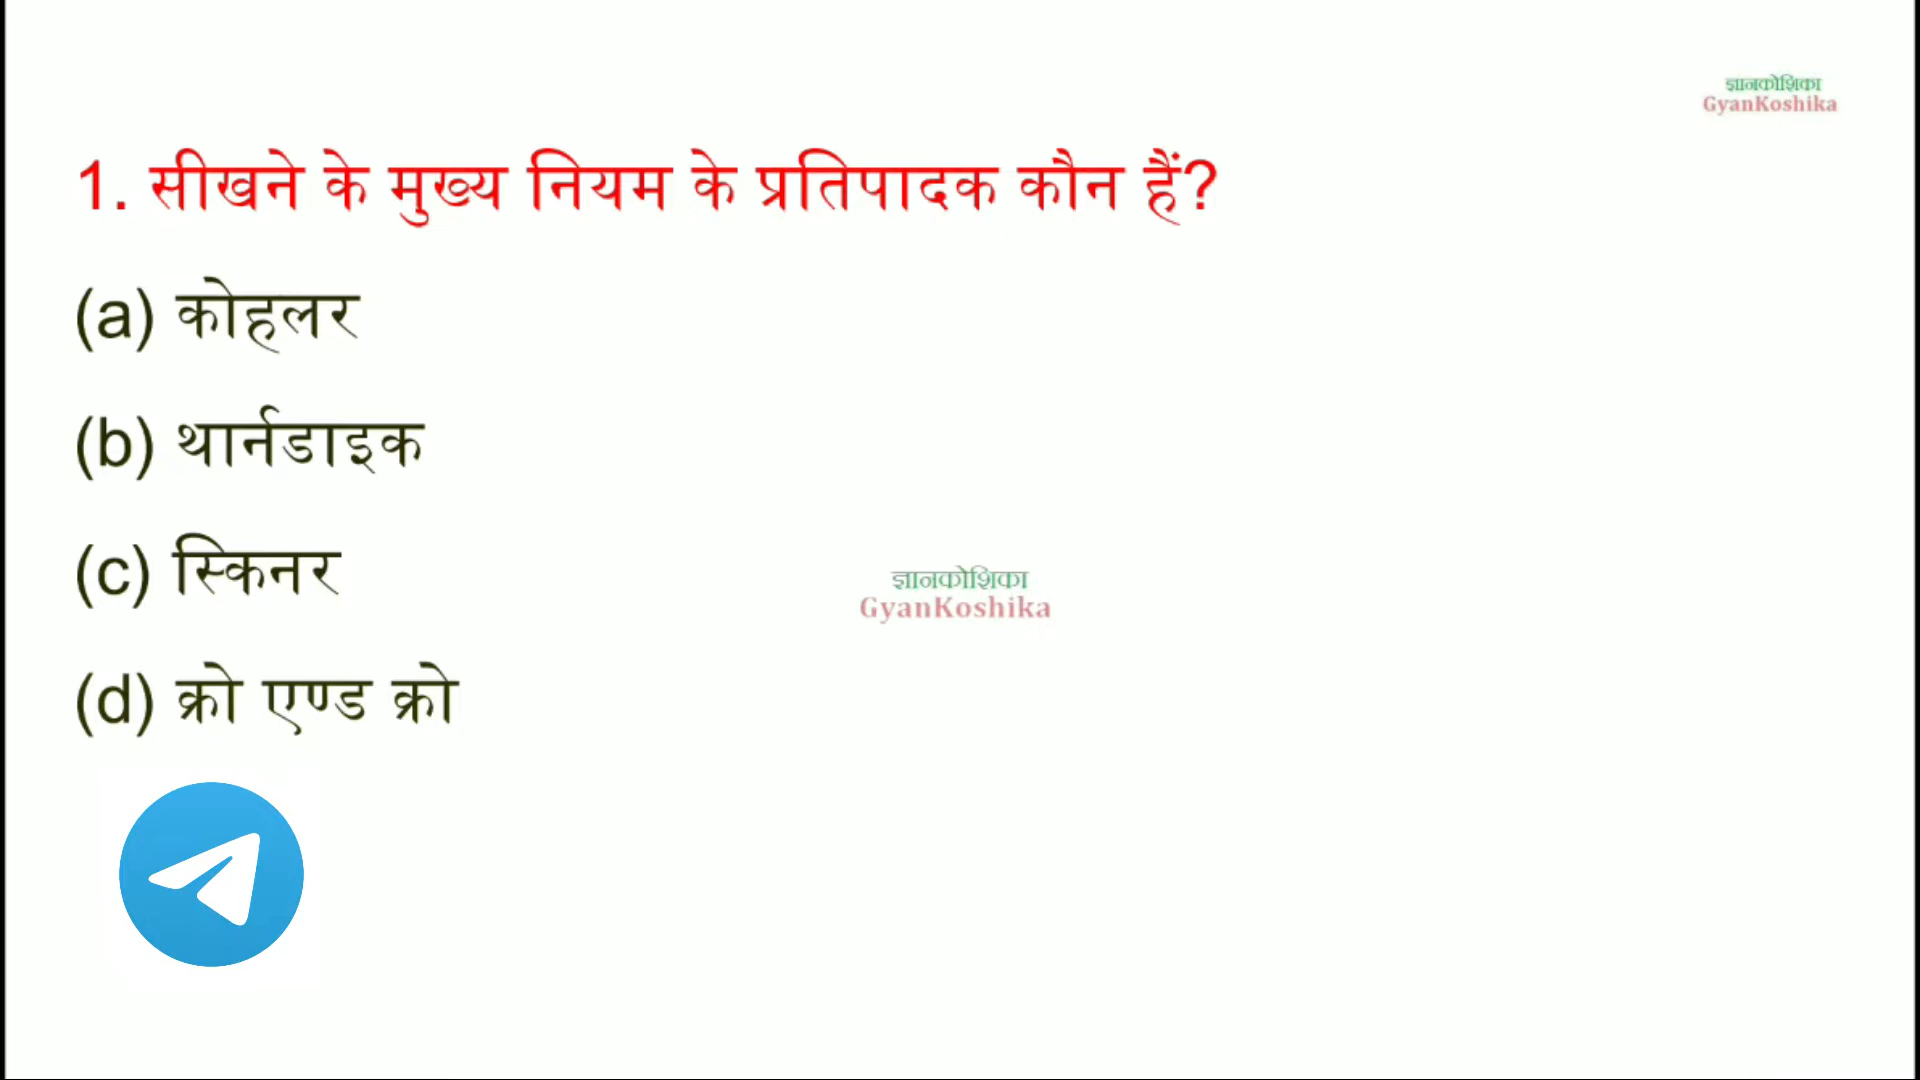 ज्ञानकोशिका
GyanKoshika
1. सीखने के मुख्य नियम के प्रतिपादक कौन हैं?
(a) कोहलर
(b) थार्नडाइक
(c) स्किनर
ज्ञानकोशिका
GyanKoshika
(d) क्रो एण्ड क्रो